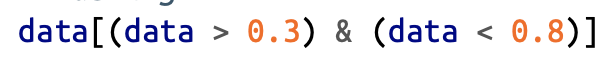 data[(data > 0.3) & (data < 0.8)]